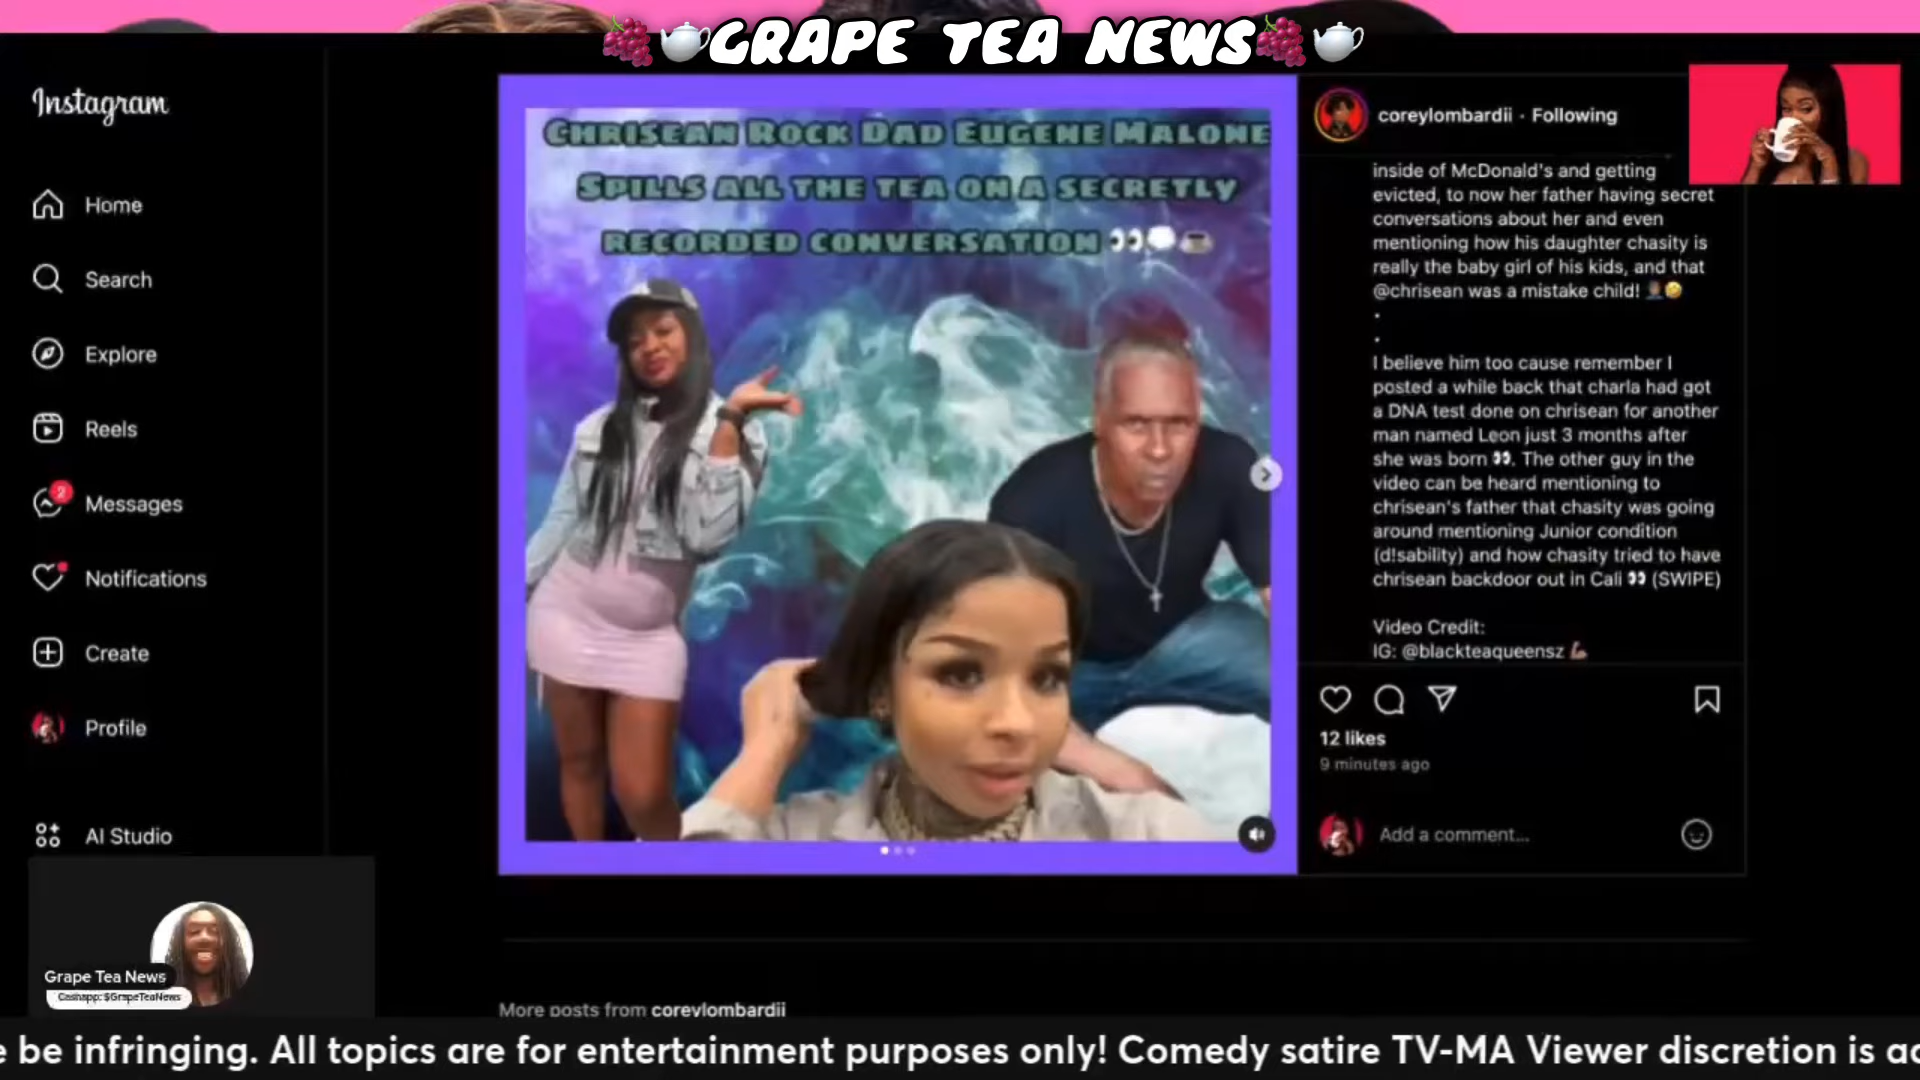 GRAPE TEA NEWS
Instagram
Home
Search
Explore
Reels
2
Messages
Notifications
Create
Profile
AI Studio
Grape Tea News
Cashapp: $GrapeTeaNews
CHRISEAN ROCK DAD EUGENE MALONE
SPILLS ALL THE TEA ON A SECRETLY
RECORDED CONVERSATION 👀💭☕
coreylombardii · Following
inside of McDonald's and getting
evicted, to now her father having secret
conversations about her and even
mentioning how his daughter chasity is
really the baby girl of his kids, and that
@chrisean was a mistake child! 🤦🏽‍♂️🤣
.
.
I believe him too cause remember I
posted a while back that charla had got
a DNA test done on chrisean for another
man named Leon just 3 months after
she was born 👀. The other guy in the
video can be heard mentioning to
chrisean's father that chasity was going
around mentioning Junior condition
(d!sability) and how chasity tried to have
chrisean backdoor out in Cali 👀 (SWIPE)
Video Credit:
IG: @blackteaqueensz 💪🏽
12 likes
9 minutes ago
Add a comment...
More posts from coreylombardii
e be infringing. All topics are for entertainment purposes only! Comedy satire TV-MA Viewer discretion is ad